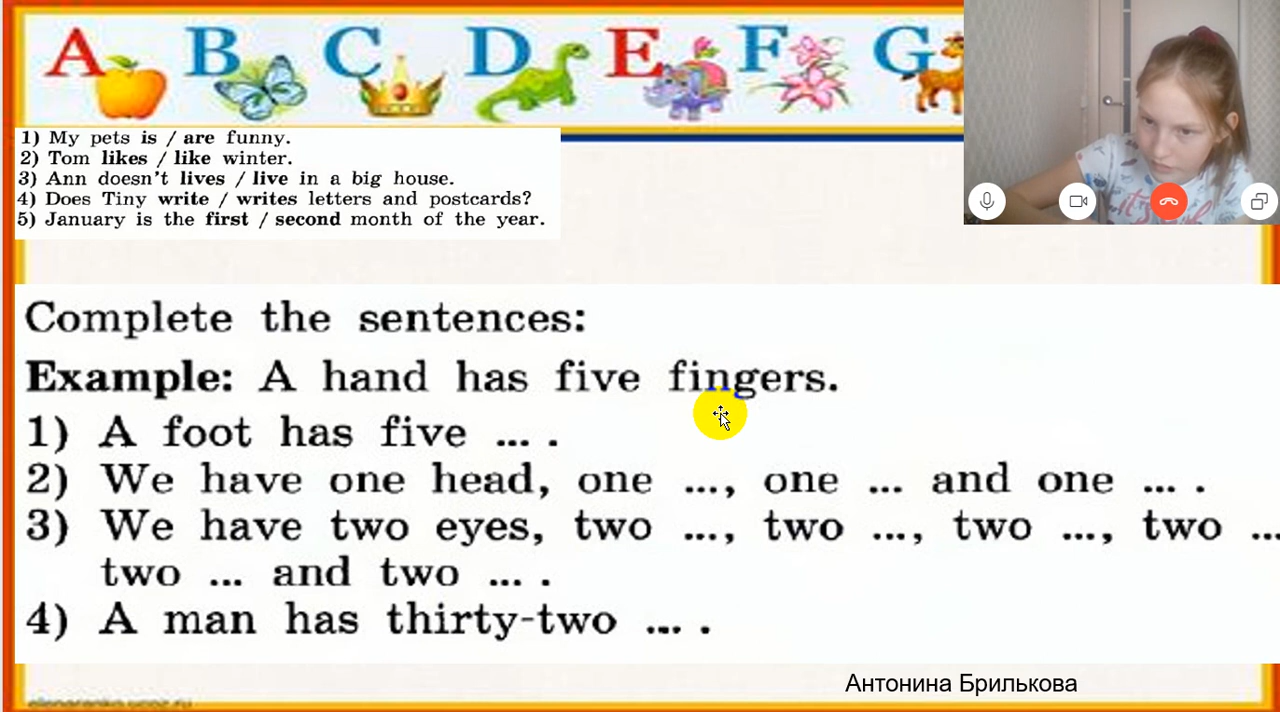 A B C D E F G
1) My pets is / are funny.
2) Tom likes / like winter.
3) Ann doesn't lives / live in a big house.
4) Does Tiny write / writes letters and postcards?
5) January is the first / second month of the year.
Complete the sentences:
Example: A hand has five fingers.
1) A foot has five ... .
2) We have one head, one ..., one ... and one ... .
3) We have two eyes, two ..., two ..., two ..., two ...
two ... and two ... .
4) A man has thirty-two ... .
Антонина Брилькова